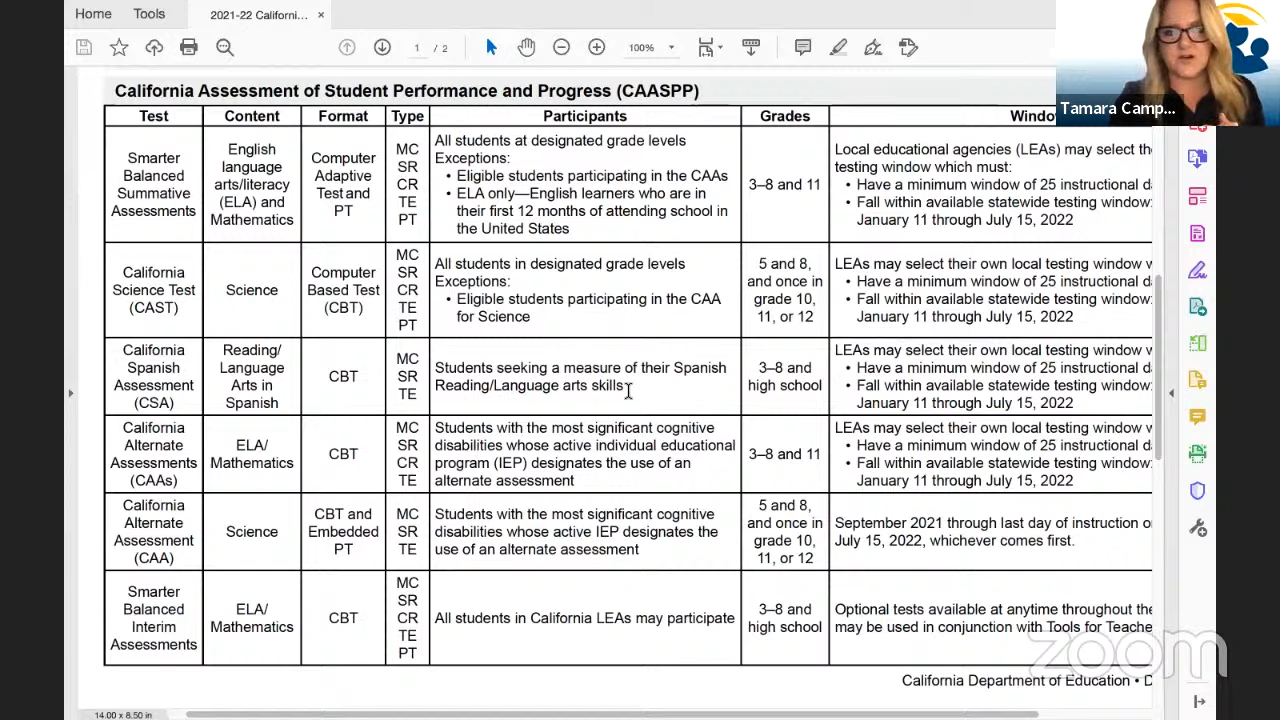 Home Tools 2021-22 Californi... ×
1 / 2 100%
Tamara Camp...
California Assessment of Student Performance and Progress (CAASPP)
Test Content Format Type Participants Grades
Smarter
Balanced
Summative
Assessments
English
language
arts/literacy
(ELA) and
Mathematics
Computer
Adaptive
Test and
PT
MC
SR
CR
TE
PT
All students at designated grade levels
Exceptions:
• Eligible students participating in the CAAs
• ELA only—English learners who are in
their first 12 months of attending school in
the United States
3–8 and 11
Local educational agencies (LEAs) may select
testing window which must:
• Have a minimum window of 25 instructional
• Fall within available statewide testing window:
January 11 through July 15, 2022
California
Science Test
(CAST)
Science
Computer
Based Test
(CBT)
MC
SR
CR
TE
PT
All students in designated grade levels
Exceptions:
• Eligible students participating in the CAA
for Science
5 and 8,
and once in
grade 10,
11, or 12
LEAs may select their own local testing window
• Have a minimum window of 25 instructional
• Fall within available statewide testing window:
January 11 through July 15, 2022
California
Spanish
Assessment
(CSA)
Reading/
Language
Arts in
Spanish
CBT
MC
SR
TE
Students seeking a measure of their Spanish
Reading/Language arts skills
3–8 and
high school
LEAs may select their own local testing window
• Have a minimum window of 25 instructional
• Fall within available statewide testing window:
January 11 through July 15, 2022
California
Alternate
Assessments
(CAAs)
ELA/
Mathematics
CBT
MC
SR
CR
TE
Students with the most significant cognitive
disabilities whose active individual educational
program (IEP) designates the use of an
alternate assessment
3–8 and 11
LEAs may select their own local testing window
• Have a minimum window of 25 instructional
• Fall within available statewide testing window:
January 11 through July 15, 2022
California
Alternate
Assessment
(CAA)
Science
CBT and
Embedded
PT
MC
SR
TE
Students with the most significant cognitive
disabilities whose active IEP designates the
use of an alternate assessment
5 and 8,
and once in
grade 10,
11, or 12
September 2021 through last day of instruction
July 15, 2022, whichever comes first.
Smarter
Balanced
Interim
Assessments
ELA/
Mathematics
CBT
MC
SR
CR
TE
PT
All students in California LEAs may participate
3–8 and
high school
Optional tests available at anytime throughout
may be used in conjunction with Tools for
zoom
California Department of Education •
14.00 x 8.50 in